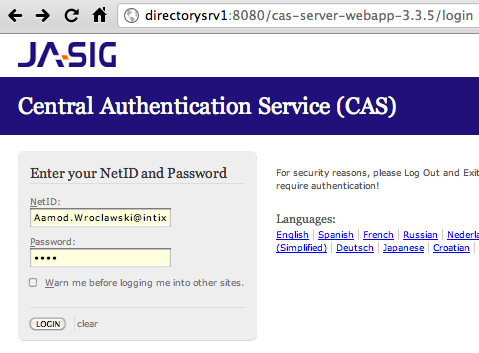 directorysrv1:8080/cas-server-webapp-3.3.5/login
JA-SIG
Central Authentication Service (CAS)
Enter your NetID and Password
NetID:
Aamod.Wroclawski@intix
Password:
••••
Warn me before logging me into other sites.
LOGIN clear
For security reasons, please Log Out and Exit
require authentication!
Languages:
English Spanish French Russian Nederla
(Simplified) Deutsch Japanese Croatian